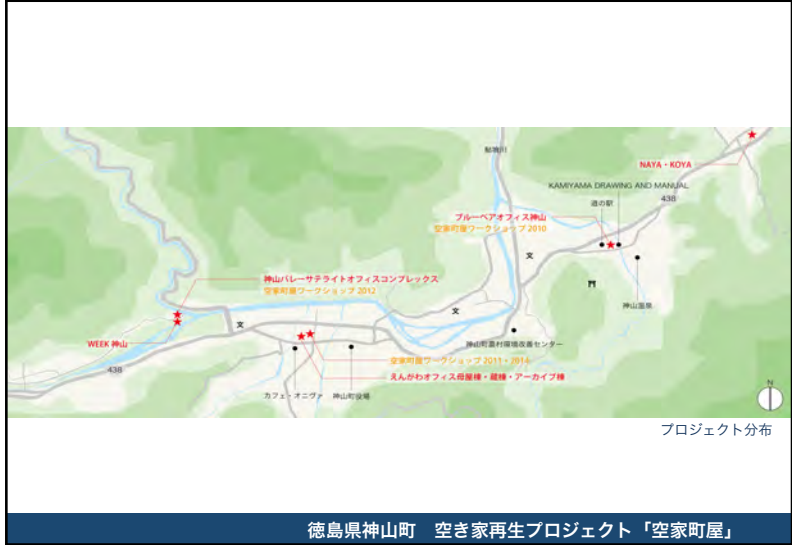 鮎喰川
NAYA・KOYA
KAMIYAMA DRAWING AND MANUAL
道の駅
438
ブルーベアオフィス神山
空家町屋ワークショップ 2010
文
神山温泉
神山バレーサテライトオフィスコンプレックス
空家町屋ワークショップ 2012
文
文
WEEK 神山
神山町農村環境改善センター
空家町屋ワークショップ 2011・2014
438
えんがわオフィス母屋棟・蔵棟・アーカイブ棟
カフェ・オニヴァ
神山町役場
N
プロジェクト分布
徳島県神山町 空き家再生プロジェクト「空家町屋」